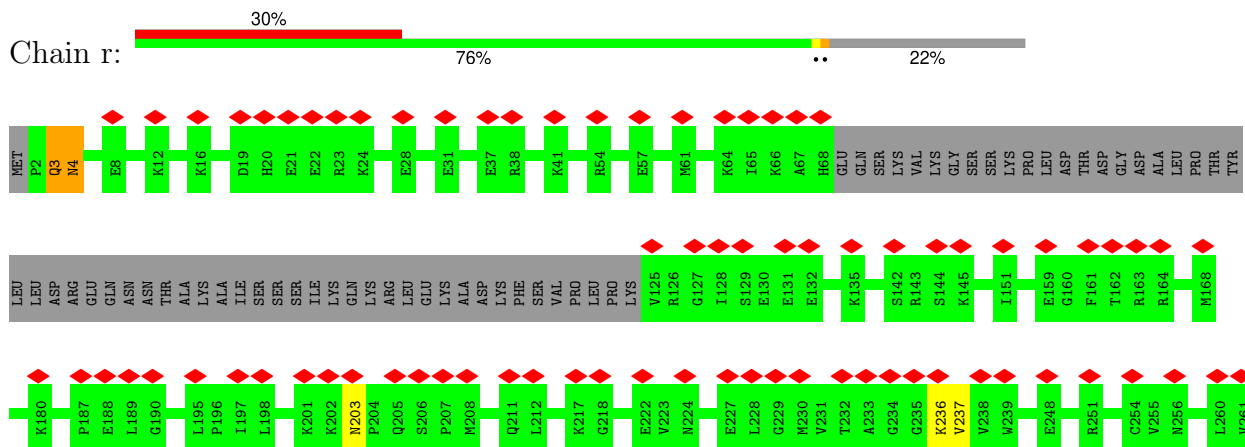 30%
Chain r:
76% •• 22%
MET P2 Q3 N4 E8 K12 K16 D19 H20 E21 E22 R23 K24 E28 E31 E37 R38 K41 R54 E57 M61 K64 I65 K66 A67 H68 GLU GLN SER LYS VAL LYS GLY SER SER LYS PRO LEU ASP THR ASP GLY ASP ALA LEU PRO THR TYR
LEU LEU ASP ARG GLU GLN ASN ASN THR ALA LYS ALA ILE SER SER SER ILE LYS GLN LYS ARG LEU GLU LYS ALA ASP LYS PHE SER VAL PRO LEU PRO LYS V125 R126 G127 I128 S129 E130 E131 E132 K135 S142 R143 S144 K145 I151 E159 G160 F161 T162 R163 R164 M168
K180 P187 E188 L189 G190 L195 P196 I197 L198 K201 K202 N203 P204 Q205 S206 P207 M208 Q211 L212 K217 G218 E222 V223 N224 E227 L228 G229 M230 V231 T232 A233 G234 G235 K236 V237 V238 W239 E248 R251 C254 V255 N256 L260